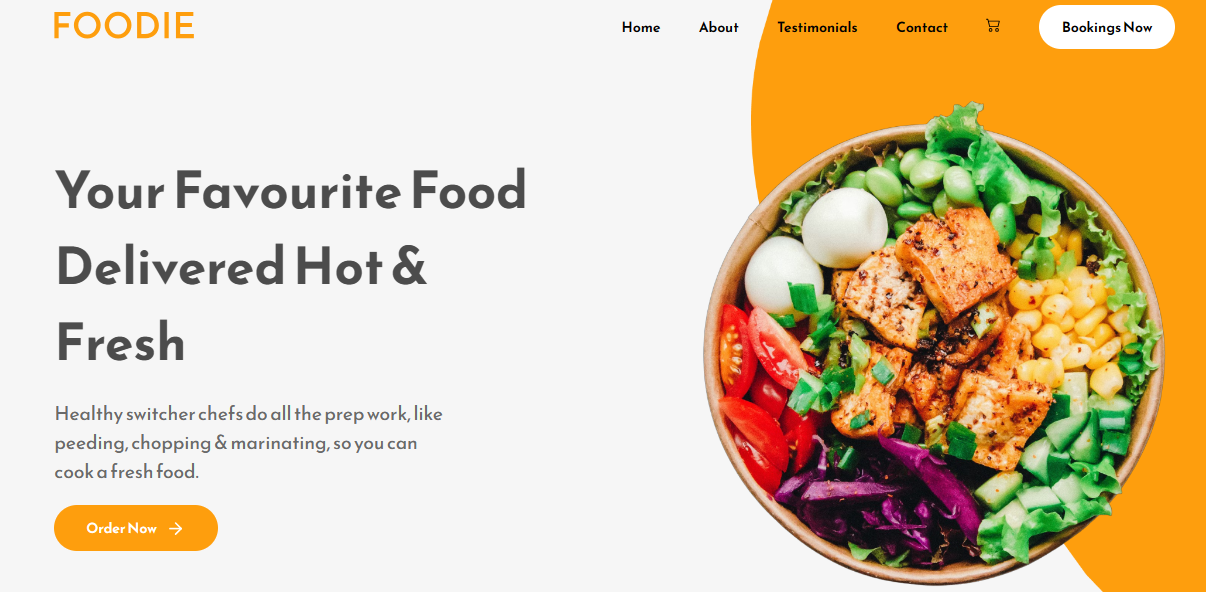 FOODIE
Home About Testimonials Contact Bookings Now
Your Favourite Food
Delivered Hot &
Fresh
Healthy switcher chefs do all the prep work, like
peeding, chopping & marinating, so you can
cook a fresh food.
Order Now